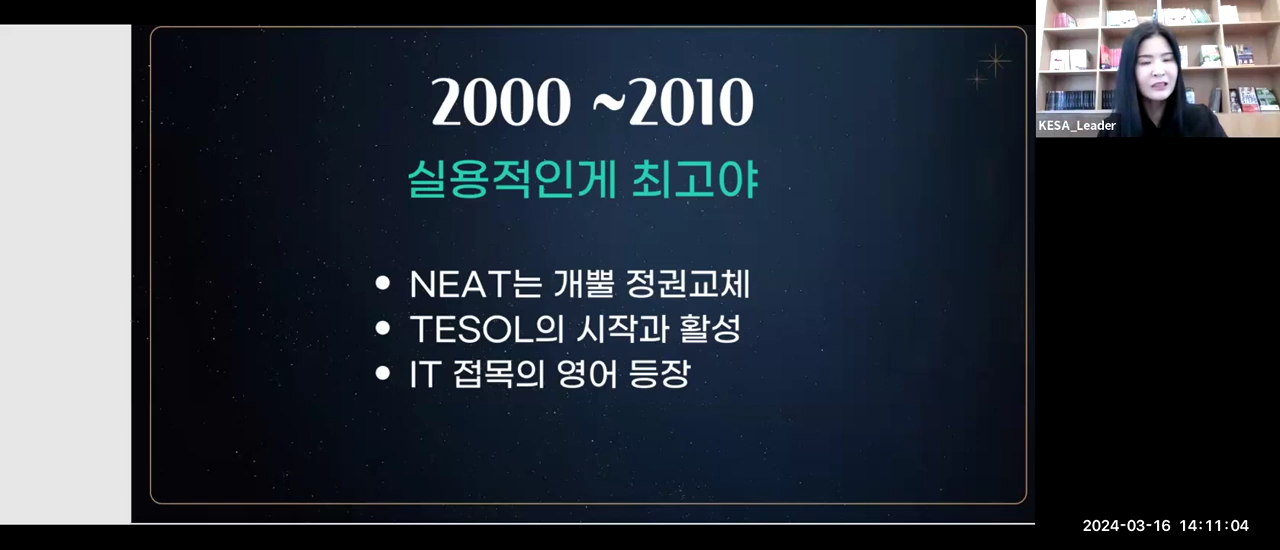 2000 ~2010
실용적인게 최고야
• NEAT는 개뿔 정권교체
• TESOL의 시작과 활성
• IT 접목의 영어 등장
KESA_Leader
2024-03-16 14:11:04